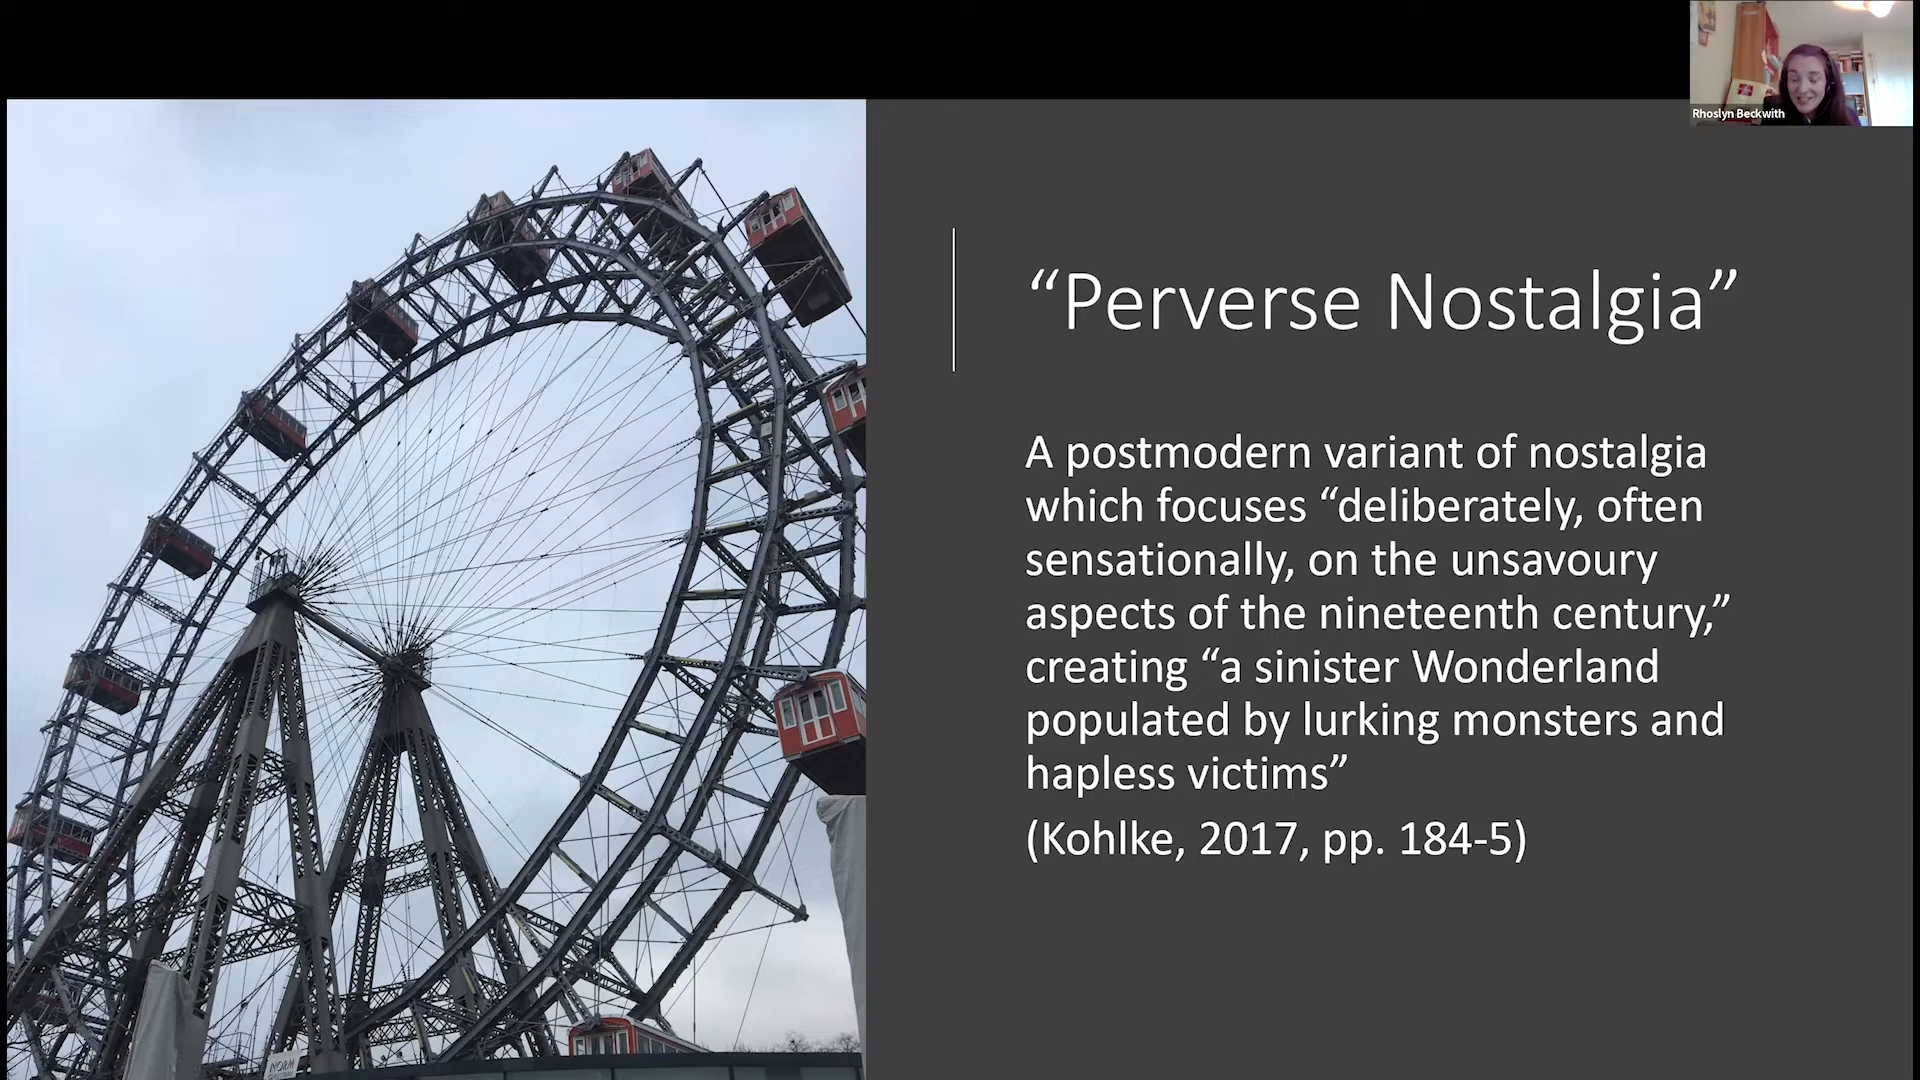 Rhoslyn Beckwith
“Perverse Nostalgia”
A postmodern variant of nostalgia
which focuses “deliberately, often
sensationally, on the unsavoury
aspects of the nineteenth century,”
creating “a sinister Wonderland
populated by lurking monsters and
hapless victims”
(Kohlke, 2017, pp. 184-5)
NORM